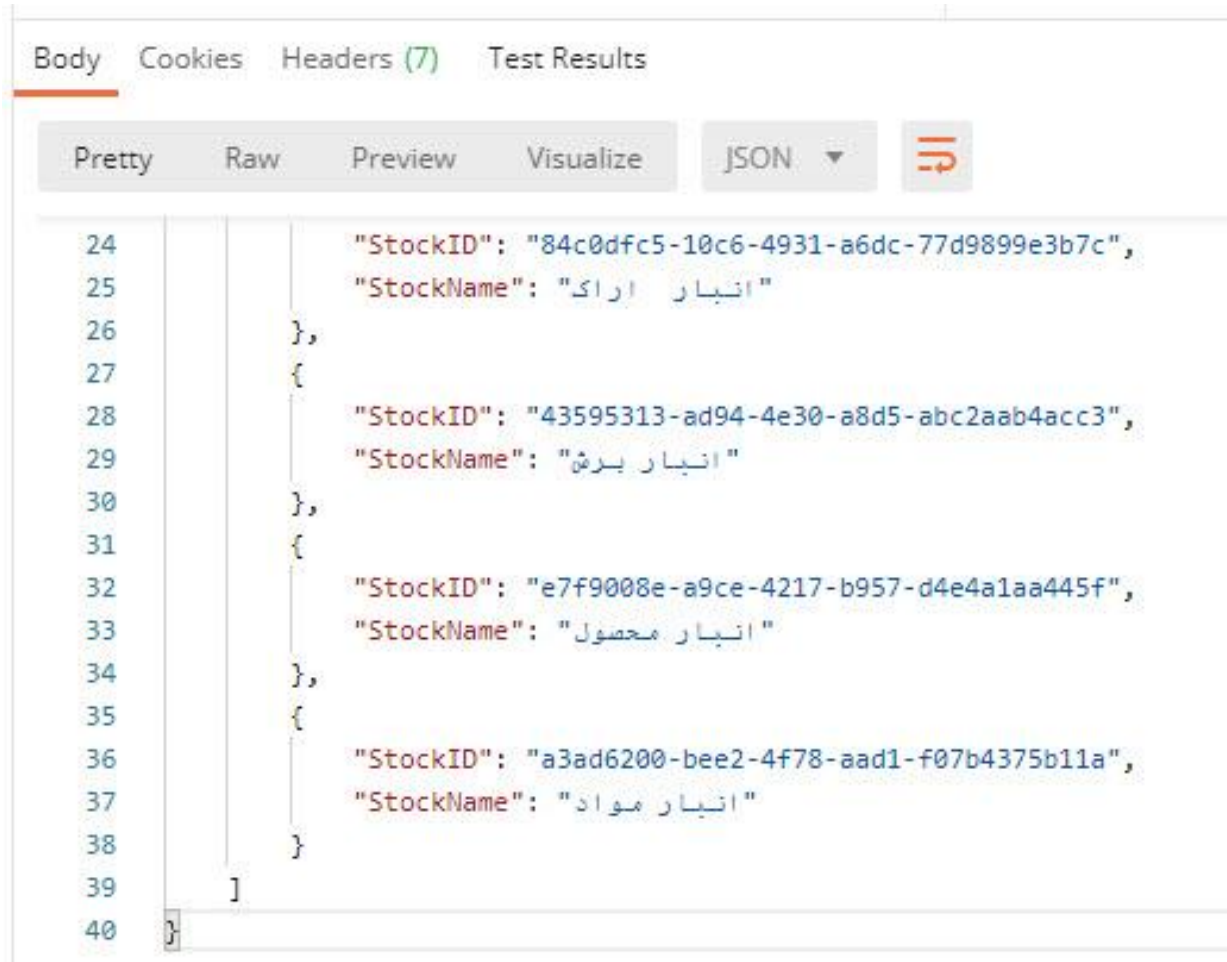 Body Cookies Headers (7) Test Results
Pretty Raw Preview Visualize JSON
24 "StockID": "84c0dfc5-10c6-4931-a6dc-77d9899e3b7c",
25 "StockName": "انبار  اراک"
26 },
27 {
28 "StockID": "43595313-ad94-4e30-a8d5-abc2aab4acc3",
29 "StockName": "انبار برش"
30 },
31 {
32 "StockID": "e7f9008e-a9ce-4217-b957-d4e4a1aa445f",
33 "StockName": "انبار محصول"
34 },
35 {
36 "StockID": "a3ad6200-bee2-4f78-aad1-f07b4375b11a",
37 "StockName": "انبار مواد"
38 }
39 ]
40 }